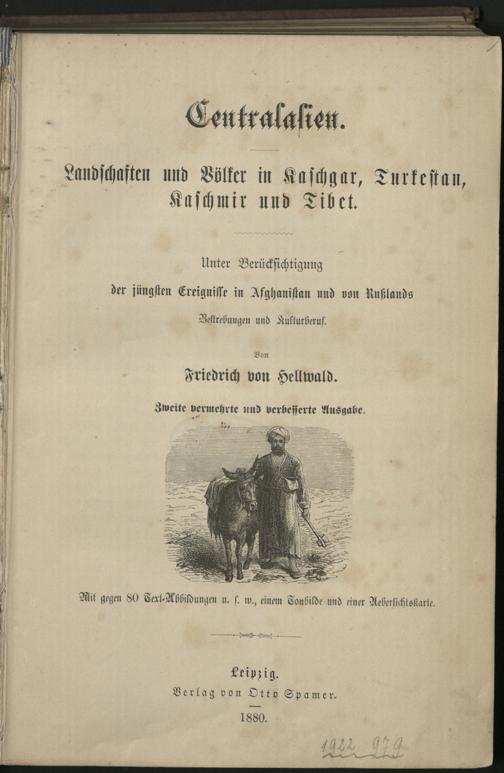 Centralasien.
Landschaften und Völker in Kaschgar, Turkestan,
Kaschmir und Tibet.
Unter Berücksichtigung
der jüngsten Ereignisse in Afghanistan und von Rußlands
Bestrebungen und Kulturberuf.
Von
Friedrich von Hellwald.
Zweite vermehrte und verbesserte Ausgabe.
Mit gegen 80 Text-Abbildungen u. s. w., einem Tonbilde und einer Uebersichtskarte.
Leipzig.
Verlag von Otto Spamer.
1880.
1922 979